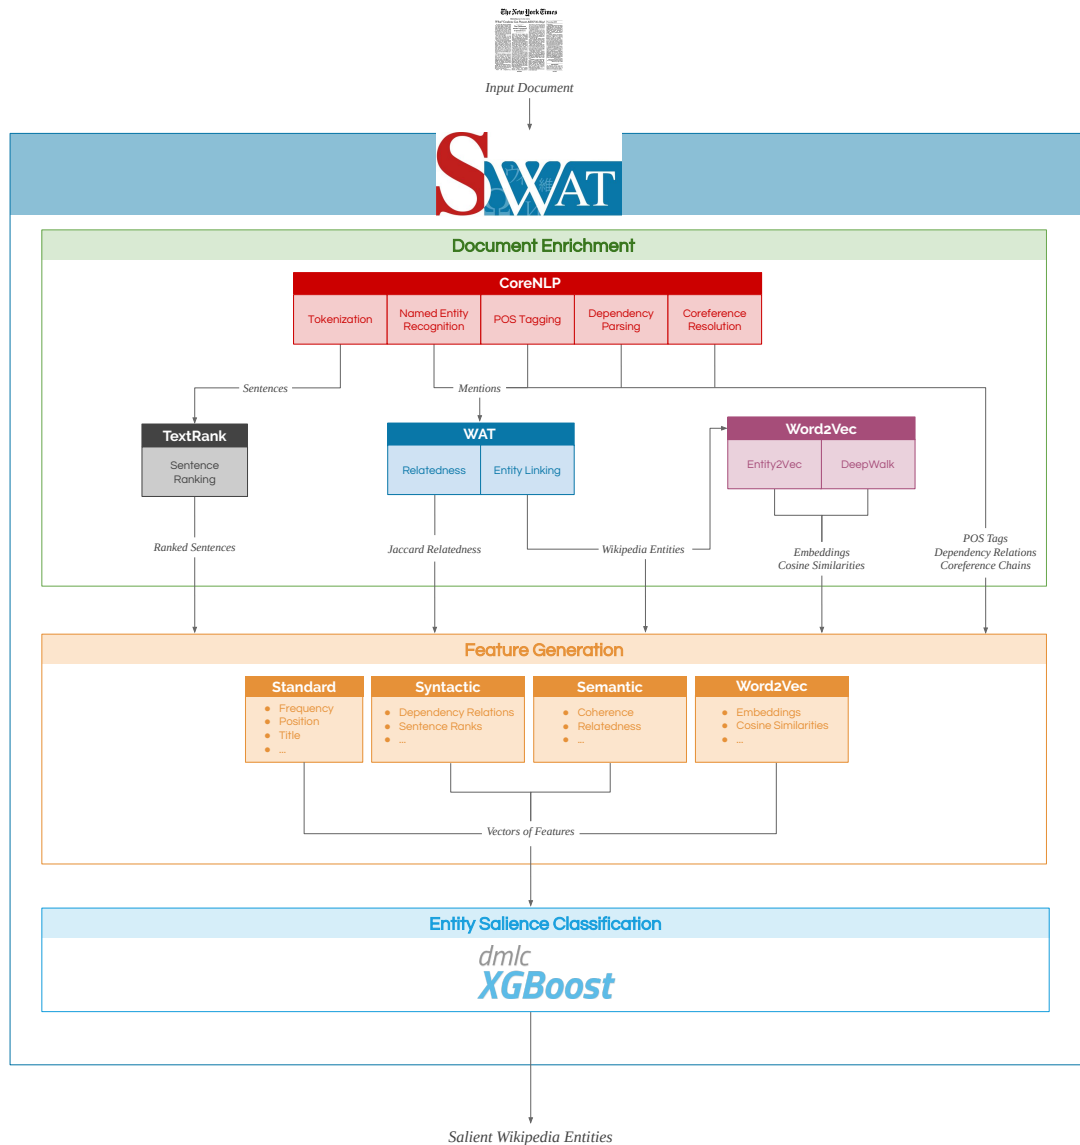 The New York Times
Input Document
SWAT
Document Enrichment
CoreNLP
Tokenization
Named Entity
Recognition
POS Tagging
Dependency
Parsing
Coreference
Resolution
Sentences
Mentions
TextRank
Sentence
Ranking
WAT
Relatedness
Entity Linking
Word2Vec
Entity2Vec
DeepWalk
Ranked Sentences
Jaccard Relatedness
Wikipedia Entities
Embeddings
Cosine Similarities
POS Tags
Dependency Relations
Coreference Chains
Feature Generation
Standard
● Frequency
● Position
● Title
● ...
Syntactic
● Dependency Relations
● Sentence Ranks
● ...
Semantic
● Coherence
● Relatedness
● ...
Word2Vec
● Embeddings
● Cosine Similarities
● ...
Vectors of Features
Entity Salience Classification
dmlc
XGBoost
Salient Wikipedia Entities